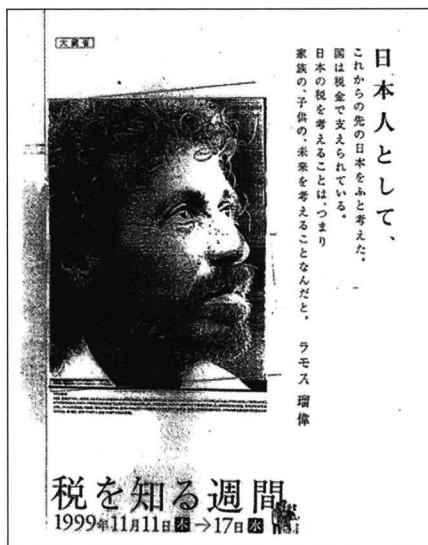 大蔵省
日本人として、
これからの先の日本をふと考えた。
国は税金で支えられている。
日本の税を考えることは、つまり
家族の、子供の、未来を考えることなんだと。 ラモス 瑠偉
税を知る週間
1999年11月11日木→17日水